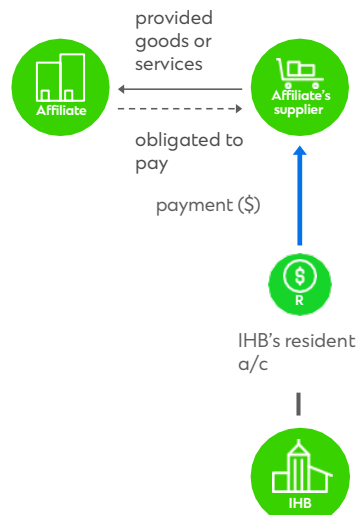 provided
goods or
services
Affiliate
Affiliate's
supplier
obligated to
pay
payment ($)
$
R
IHB's resident
a/c
IHB